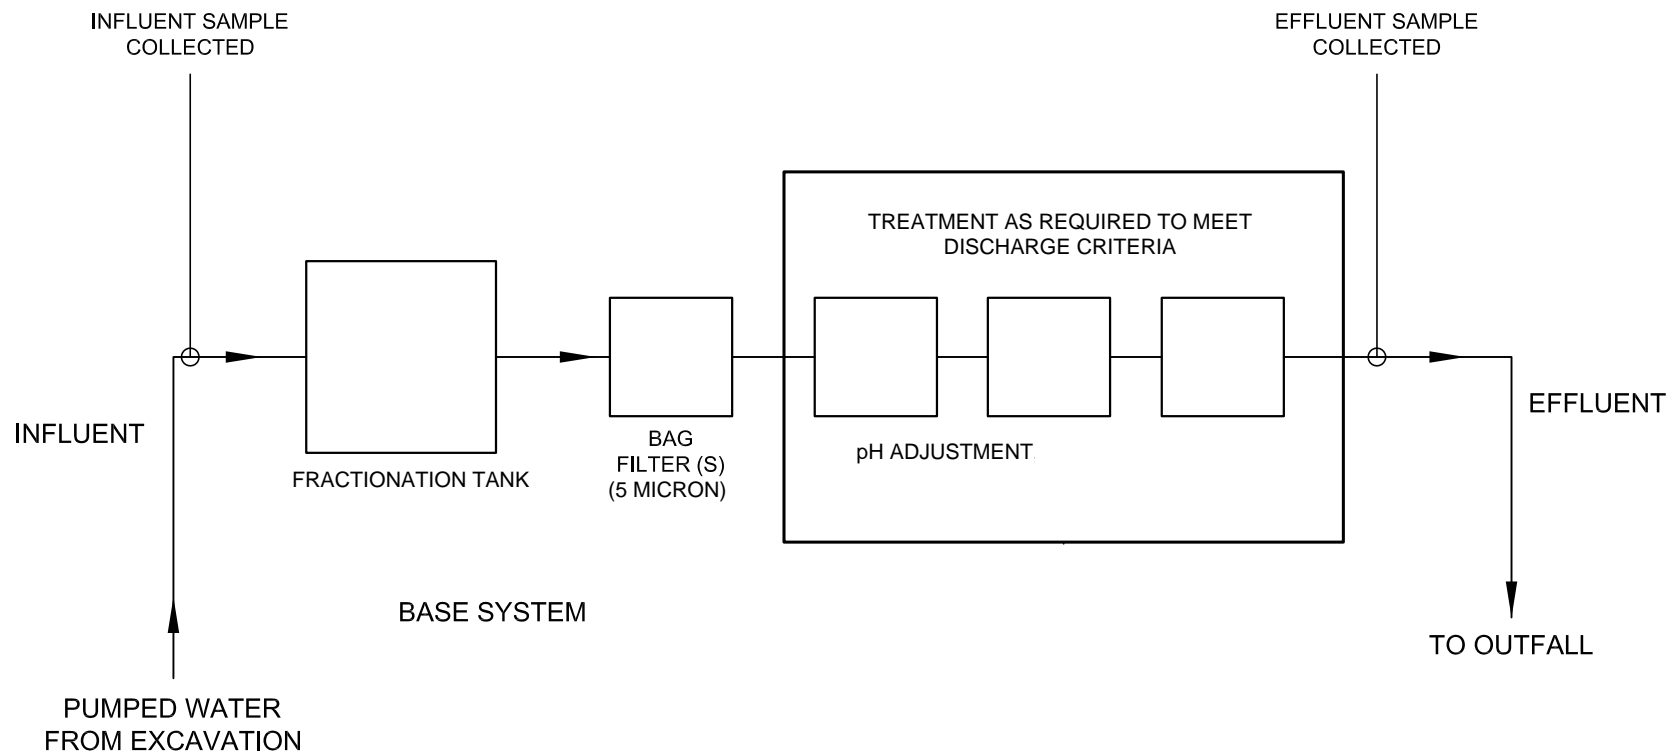 INFLUENT SAMPLE
COLLECTED
EFFLUENT SAMPLE
COLLECTED
TREATMENT AS REQUIRED TO MEET
DISCHARGE CRITERIA
INFLUENT
EFFLUENT
FRACTIONATION TANK
BAG
FILTER (S)
(5 MICRON)
pH ADJUSTMENT
BASE SYSTEM
TO OUTFALL
PUMPED WATER
FROM EXCAVATION